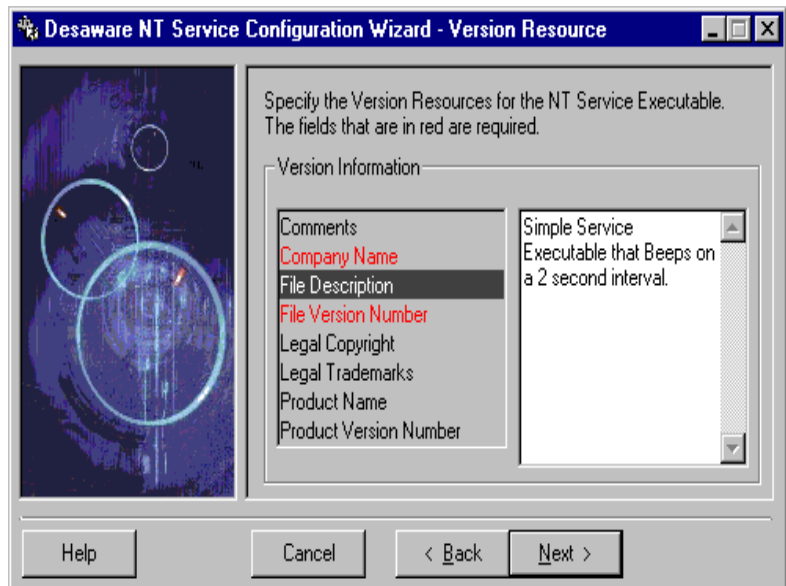 Desaware NT Service Configuration Wizard - Version Resource
Specify the Version Resources for the NT Service Executable.
The fields that are in red are required.
Version Information
Comments
Company Name
File Description
File Version Number
Legal Copyright
Legal Trademarks
Product Name
Product Version Number
Simple Service
Executable that Beeps on
a 2 second interval.
Help
Cancel
< Back
Next >